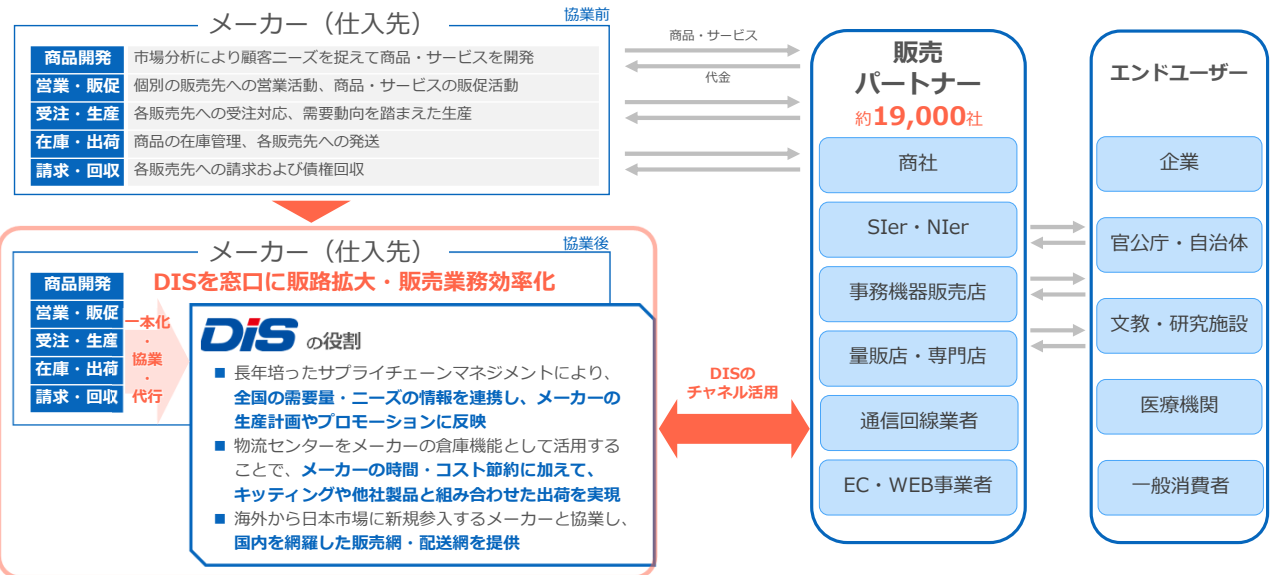 メーカー（仕入先）
協業前
商品開発 市場分析により顧客ニーズを捉えて商品・サービスを開発
営業・販促 個別の販売先への営業活動、商品・サービスの販促活動
受注・生産 各販売先への受注対応、需要動向を踏まえた生産
在庫・出荷 商品の在庫管理、各販売先への発送
請求・回収 各販売先への請求および債権回収
商品・サービス
代金
メーカー（仕入先）
協業後
DISを窓口に販路拡大・販売業務効率化
商品開発
営業・販促
受注・生産
在庫・出荷
請求・回収
一本化
・
協業
・
代行
DiS の役割
■ 長年培ったサプライチェーンマネジメントにより、
全国の需要量・ニーズの情報を連携し、メーカーの
生産計画やプロモーションに反映
■ 物流センターをメーカーの倉庫機能として活用する
ことで、メーカーの時間・コスト節約に加えて、
キッティングや他社製品と組み合わせた出荷を実現
■ 海外から日本市場に新規参入するメーカーと協業し、
国内を網羅した販売網・配送網を提供
DISの
チャネル活用
販売
パートナー
約19,000社
商社
SIer・NIer
事務機器販売店
量販店・専門店
通信回線業者
EC・WEB事業者
エンドユーザー
企業
官公庁・自治体
文教・研究施設
医療機関
一般消費者